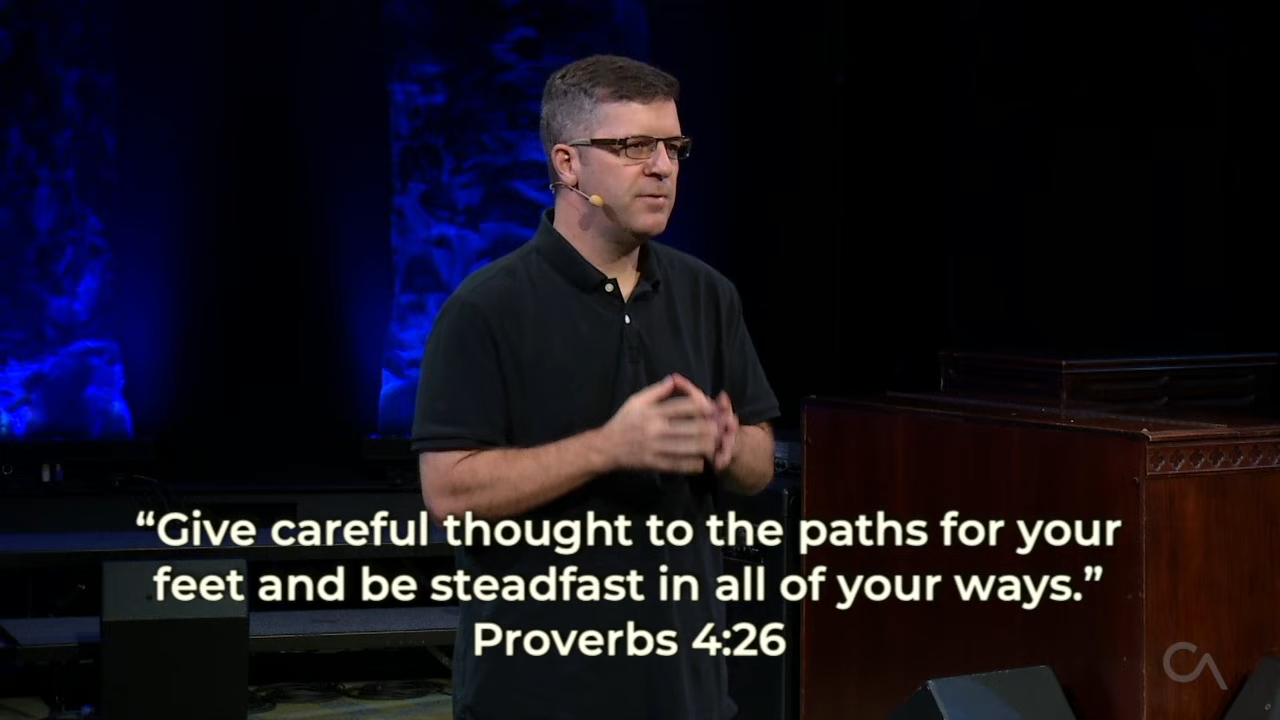 “Give careful thought to the paths for your
feet and be steadfast in all of your ways.”
Proverbs 4:26
CA